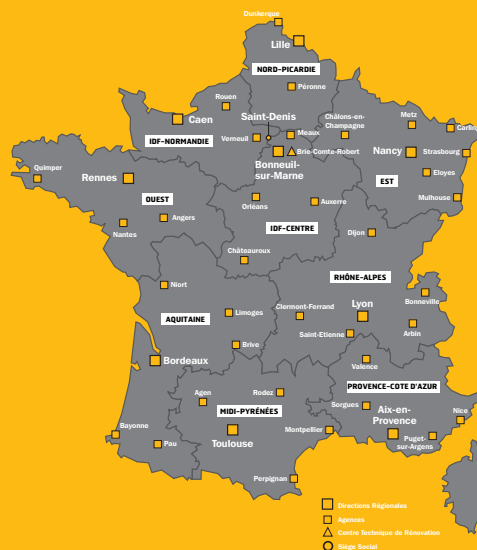 Dunkerque
Lille
NORD-PICARDIE
Péronne
Rouen
Caen
Saint-Denis
Châlons-en-
Champagne
Metz
Carling
IDF-NORMANDIE
Verneuil
Meaux
Brie-Comte-Robert
Nancy
Strasbourg
Bonneuil-
sur-Marne
Quimper
Rennes
Eloyes
EST
OUEST
Orléans
Auxerre
Mulhouse
Angers
Nantes
IDF-CENTRE
Dijon
Châteauroux
RHÔNE-ALPES
Niort
Bonneville
Clermont-Ferrand
Lyon
Limoges
AQUITAINE
Arbin
Saint-Etienne
Brive
Bordeaux
Valence
PROVENCE-COTE D'AZUR
Agen
Rodez
Sorgues
Aix-en-
Provence
Nice
MIDI-PYRÉNÉES
Bayonne
Toulouse
Montpellier
Pau
Puget-
sur-Argens
Perpignan
Directions Régionales
Agences
Centre Technique de Rénovation
Siège Social